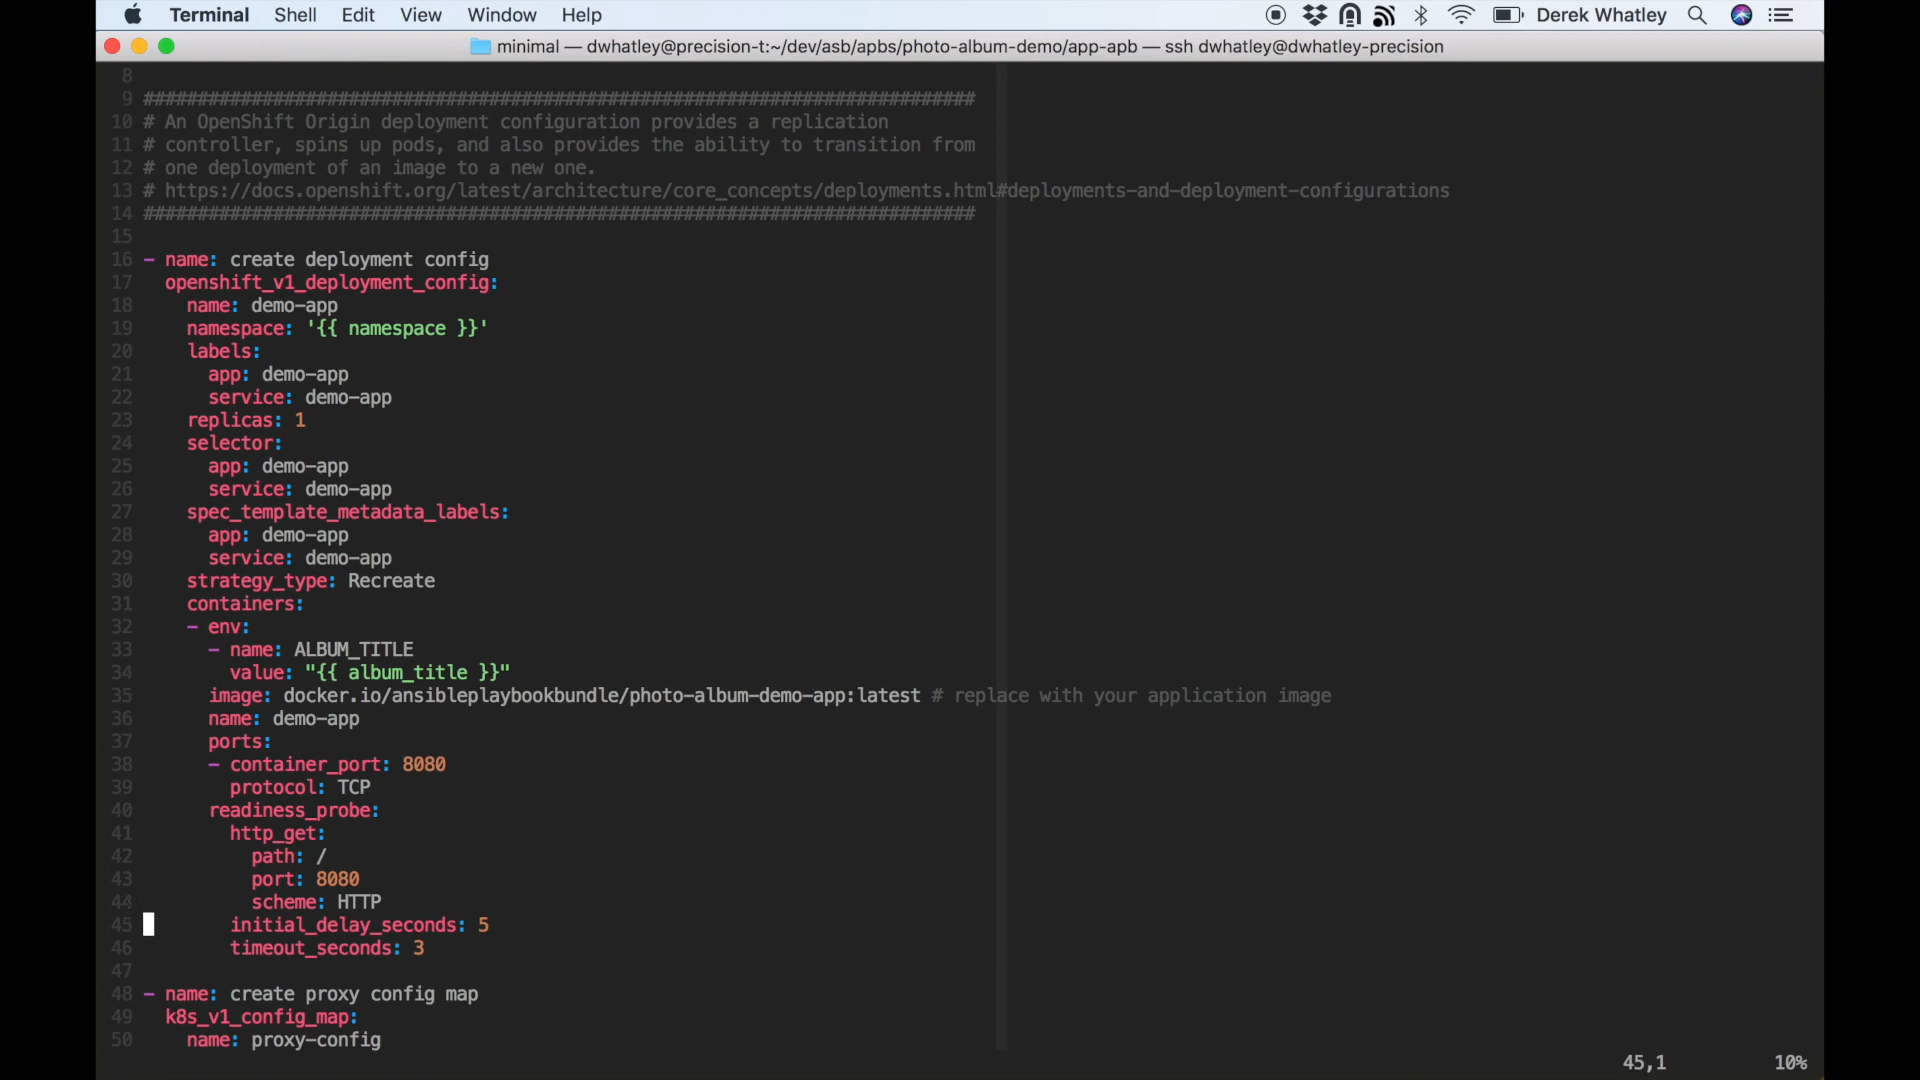 Terminal Shell Edit View Window Help Derek Whatley
minimal — dwhatley@precision-t:~/dev/asb/apbs/photo-album-demo/app-apb — ssh dwhatley@dwhatley-precision
8
9 #############################################################################
10 # An OpenShift Origin deployment configuration provides a replication
11 # controller, spins up pods, and also provides the ability to transition from
12 # one deployment of an image to a new one.
13 # https://docs.openshift.org/latest/architecture/core_concepts/deployments.html#deployments-and-deployment-configurations
14 #############################################################################
15
16 - name: create deployment config
17   openshift_v1_deployment_config:
18     name: demo-app
19     namespace: '{{ namespace }}'
20     labels:
21       app: demo-app
22       service: demo-app
23     replicas: 1
24     selector:
25       app: demo-app
26       service: demo-app
27     spec_template_metadata_labels:
28       app: demo-app
29       service: demo-app
30     strategy_type: Recreate
31     containers:
32     - env:
33       - name: ALBUM_TITLE
34         value: "{{ album_title }}"
35       image: docker.io/ansibleplaybookbundle/photo-album-demo-app:latest # replace with your application image
36       name: demo-app
37       ports:
38       - container_port: 8080
39         protocol: TCP
40       readiness_probe:
41         http_get:
42           path: /
43           port: 8080
44           scheme: HTTP
45         initial_delay_seconds: 5
46         timeout_seconds: 3
47
48 - name: create proxy config map
49   k8s_v1_config_map:
50     name: proxy-config
45,1 10%